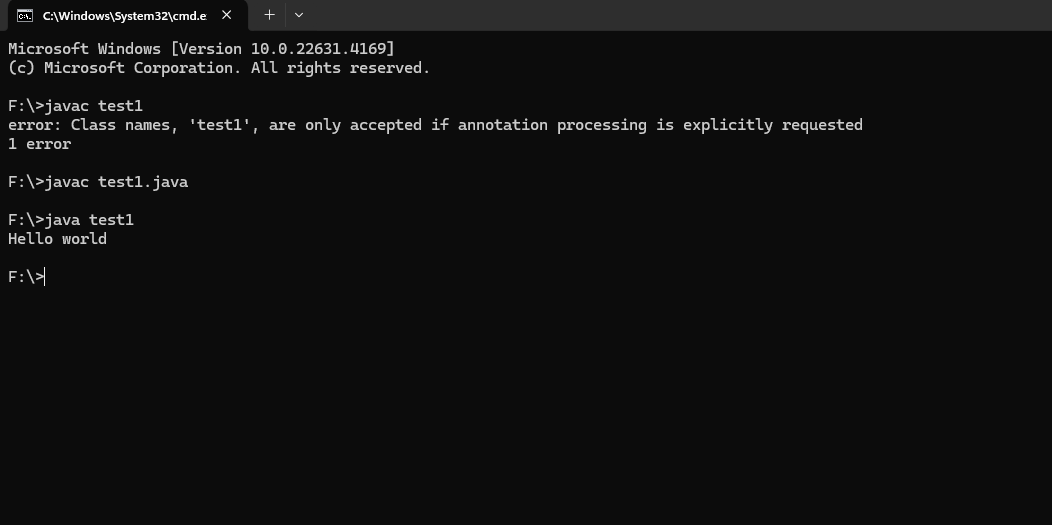 C:\Windows\System32\cmd.e
Microsoft Windows [Version 10.0.22631.4169]
(c) Microsoft Corporation. All rights reserved.
F:\>javac test1
error: Class names, 'test1', are only accepted if annotation processing is explicitly requested
1 error
F:\>javac test1.java
F:\>java test1
Hello world
F:\>